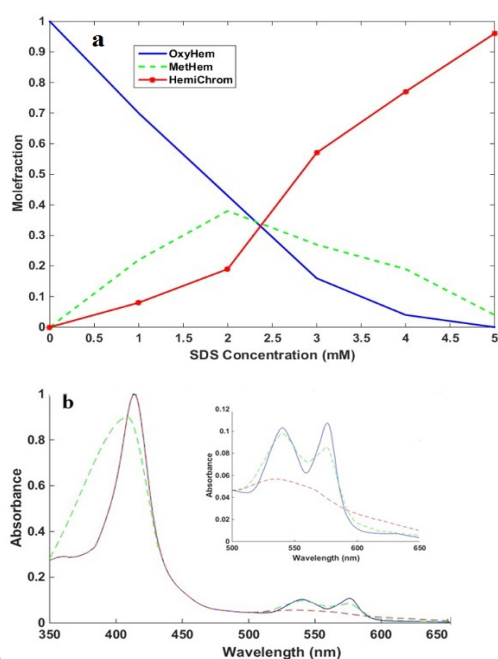 a
OxyHem
MetHem
HemiChrom
1
0.9
0.8
0.7
0.6
0.5
0.4
0.3
0.2
0.1
0
Molefraction
0 0.5 1 1.5 2 2.5 3 3.5 4 4.5 5
SDS Concentration (mM)
b
1
0.8
0.6
0.4
0.2
0
Absorbance
350 400 450 500 550 600 650
Wavelength (nm)
0.12
0.1
0.08
0.06
0.04
0.02
0
Absorbance
500 550 600 650
Wavelength (nm)